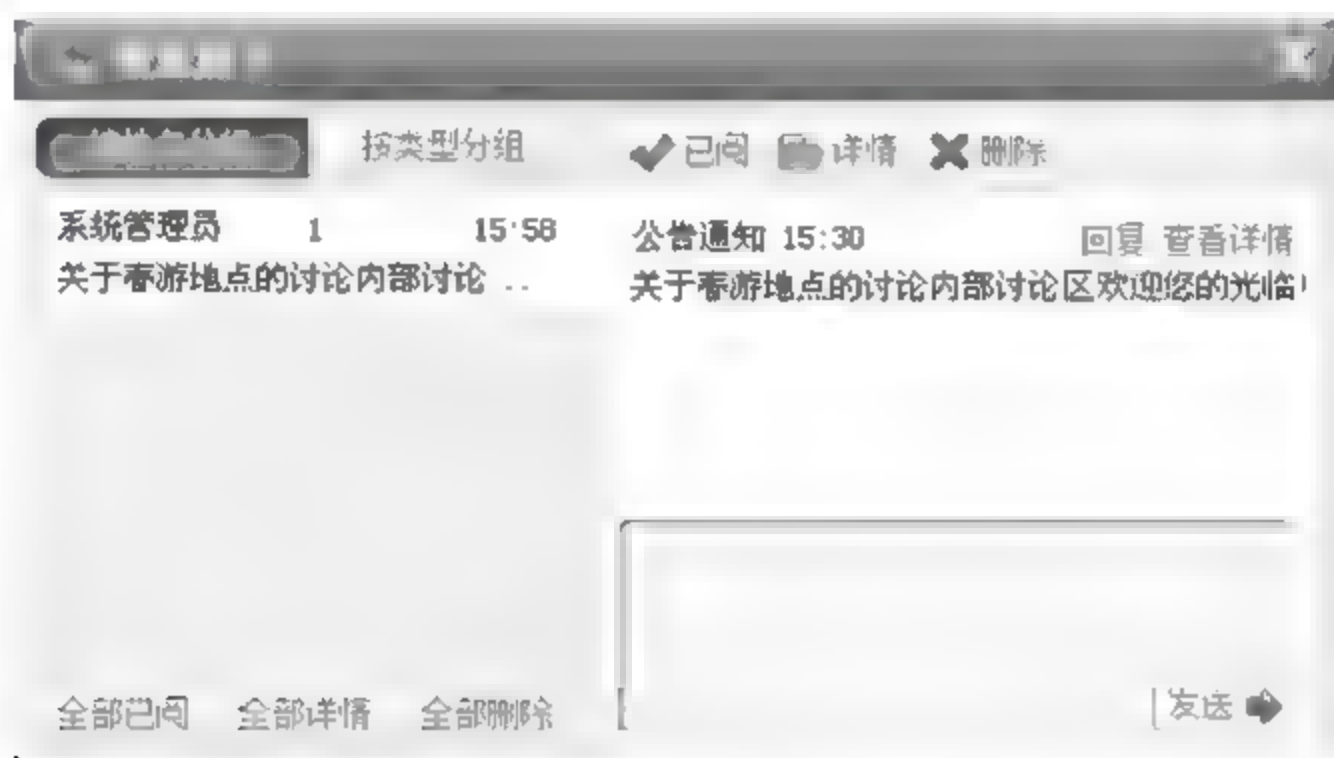 按类型分组
已阅 详情 删除
系统管理员 1 15:58
关于春游地点的讨论内部讨论 ..
公告通知 15:30 回复 查看详情
关于春游地点的讨论内部讨论区欢迎您的光临!
全部已阅 全部详情 全部删除
发送